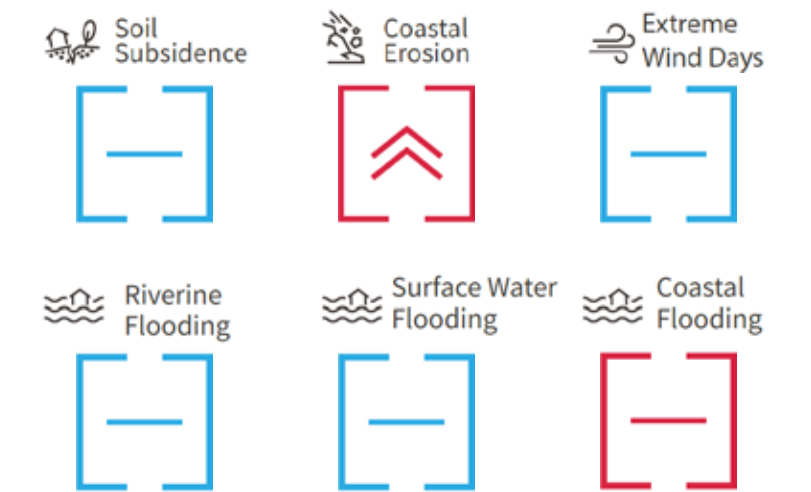 Soil
Subsidence
Coastal
Erosion
Extreme
Wind Days
Riverine
Flooding
Surface Water
Flooding
Coastal
Flooding